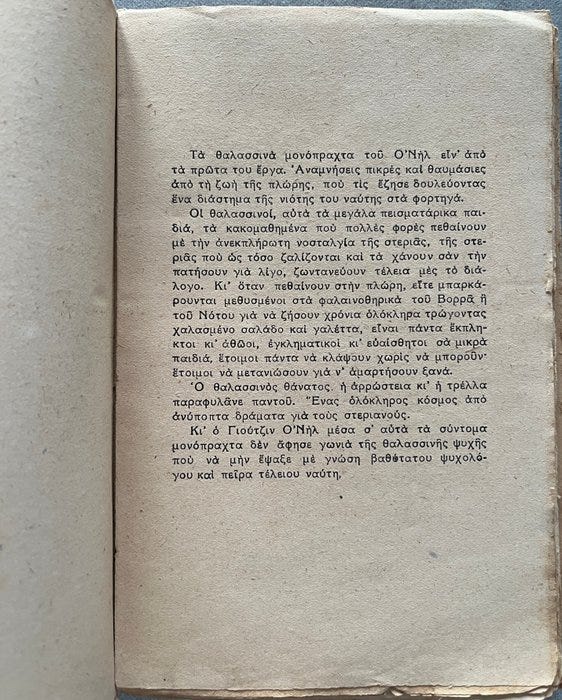 Τὰ θαλασσινὰ μονόπραχτα τοῦ Ο'Νὴλ εἶν' ἀπὸ
τὰ πρῶτα του ἔργα. Ἀναμνήσεις πικρὲς καὶ θαυμάσιες
ἀπὸ τὴ ζωὴ τῆς πλώρης, ποὺ τὶς ἔζησε δουλεύοντας
ἕνα διάστημα τῆς νιότης του ναύτης στὰ φορτηγά.
Οἱ θαλασσινοί, αὐτὰ τὰ μεγάλα πεισματάρικα παι-
διά, τὰ κακομαθημένα ποὺ πολλὲς φορὲς πεθαίνουν
μὲ τὴν ἀνεκπλήρωτη νοσταλγία τῆς στεριᾶς, τῆς στε-
ριᾶς ποὺ ὡς τόσο ζαλίζονται καὶ τὰ χάνουν σὰν τὴν
πατήσουν γιὰ λίγο, ζωντανεύουν τέλεια μὲς τὸ διά-
λογο. Κι' ὅταν πεθαίνουν στὴν πλώρη, εἴτε μπαρκά-
ρουνται μεθυσμένοι στὰ φαλαινοθηρικὰ τοῦ Βορρᾶ ἢ
τοῦ Νότου γιὰ νὰ ζήσουν χρόνια ὁλόκληρα τρώγοντας
χαλασμένο σαλάδο καὶ γαλέττα, εἶναι πάντα ἔκπλη-
κτοι κι' ἀθῶοι, ἐγκληματικοὶ κι' εὐαίσθητοι σὰ μικρὰ
παιδιά, ἕτοιμοι πάντα νὰ κλάψουν χωρὶς νὰ μποροῦν·
ἕτοιμοι νὰ μετανιώσουν γιὰ ν' ἁμαρτήσουν ξανά.
Ὁ θαλασσινὸς θάνατος, ἡ ἀρρώστεια κι' ἡ τρέλλα
παραφυλᾶνε παντοῦ. Ἕνας ὁλόκληρος κόσμος ἀπὸ
ἀνύποπτα δράματα γιὰ τοὺς στεριανούς.
Κι' ὁ Γιούτζιν Ο'Νὴλ μέσα σ' αὐτὰ τὰ σύντομα
μονόπραχτα δὲν ἄφησε γωνιὰ τῆς θαλασσινῆς ψυχῆς
ποὺ νὰ μὴν ἔψαξε μὲ γνώση βαθύτατου ψυχολό-
γου καὶ πεῖρα τέλειου ναύτη.